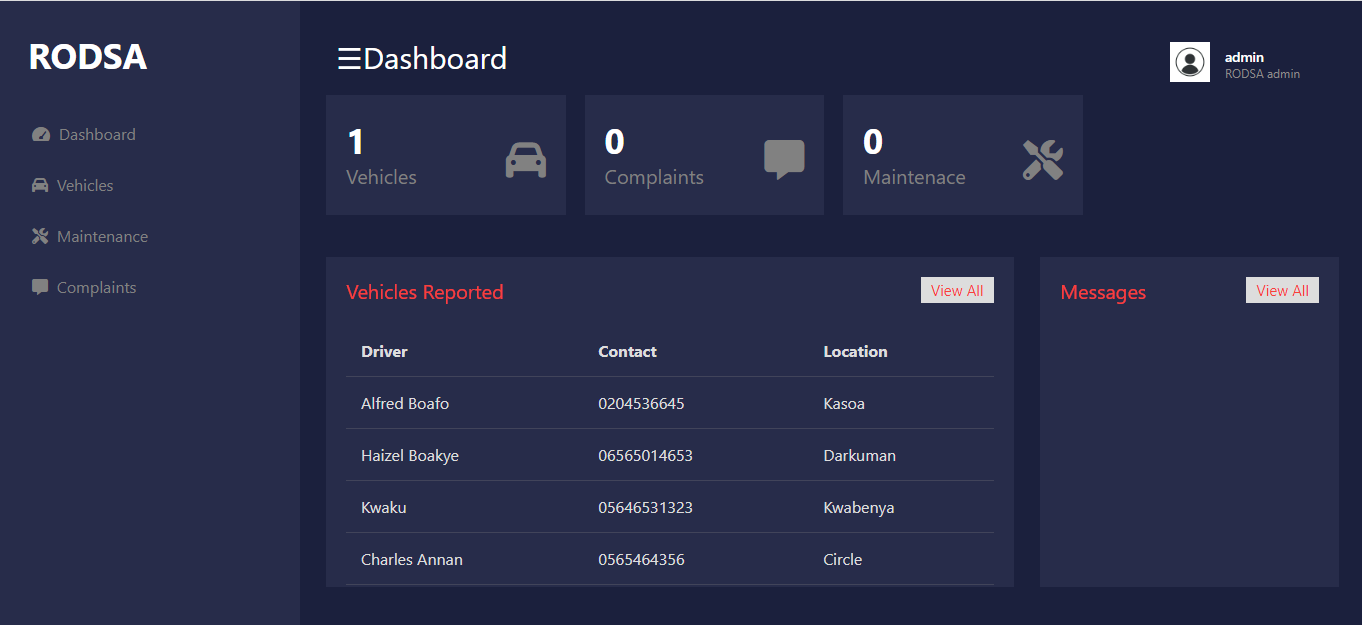 RODSA
Dashboard
Vehicles
Maintenance
Complaints
☰Dashboard
admin
RODSA admin
1
Vehicles
0
Complaints
0
Maintenace
Vehicles Reported
View All
Driver Contact Location
Alfred Boafo 0204536645 Kasoa
Haizel Boakye 06565014653 Darkuman
Kwaku 05646531323 Kwabenya
Charles Annan 0565464356 Circle
Messages
View All